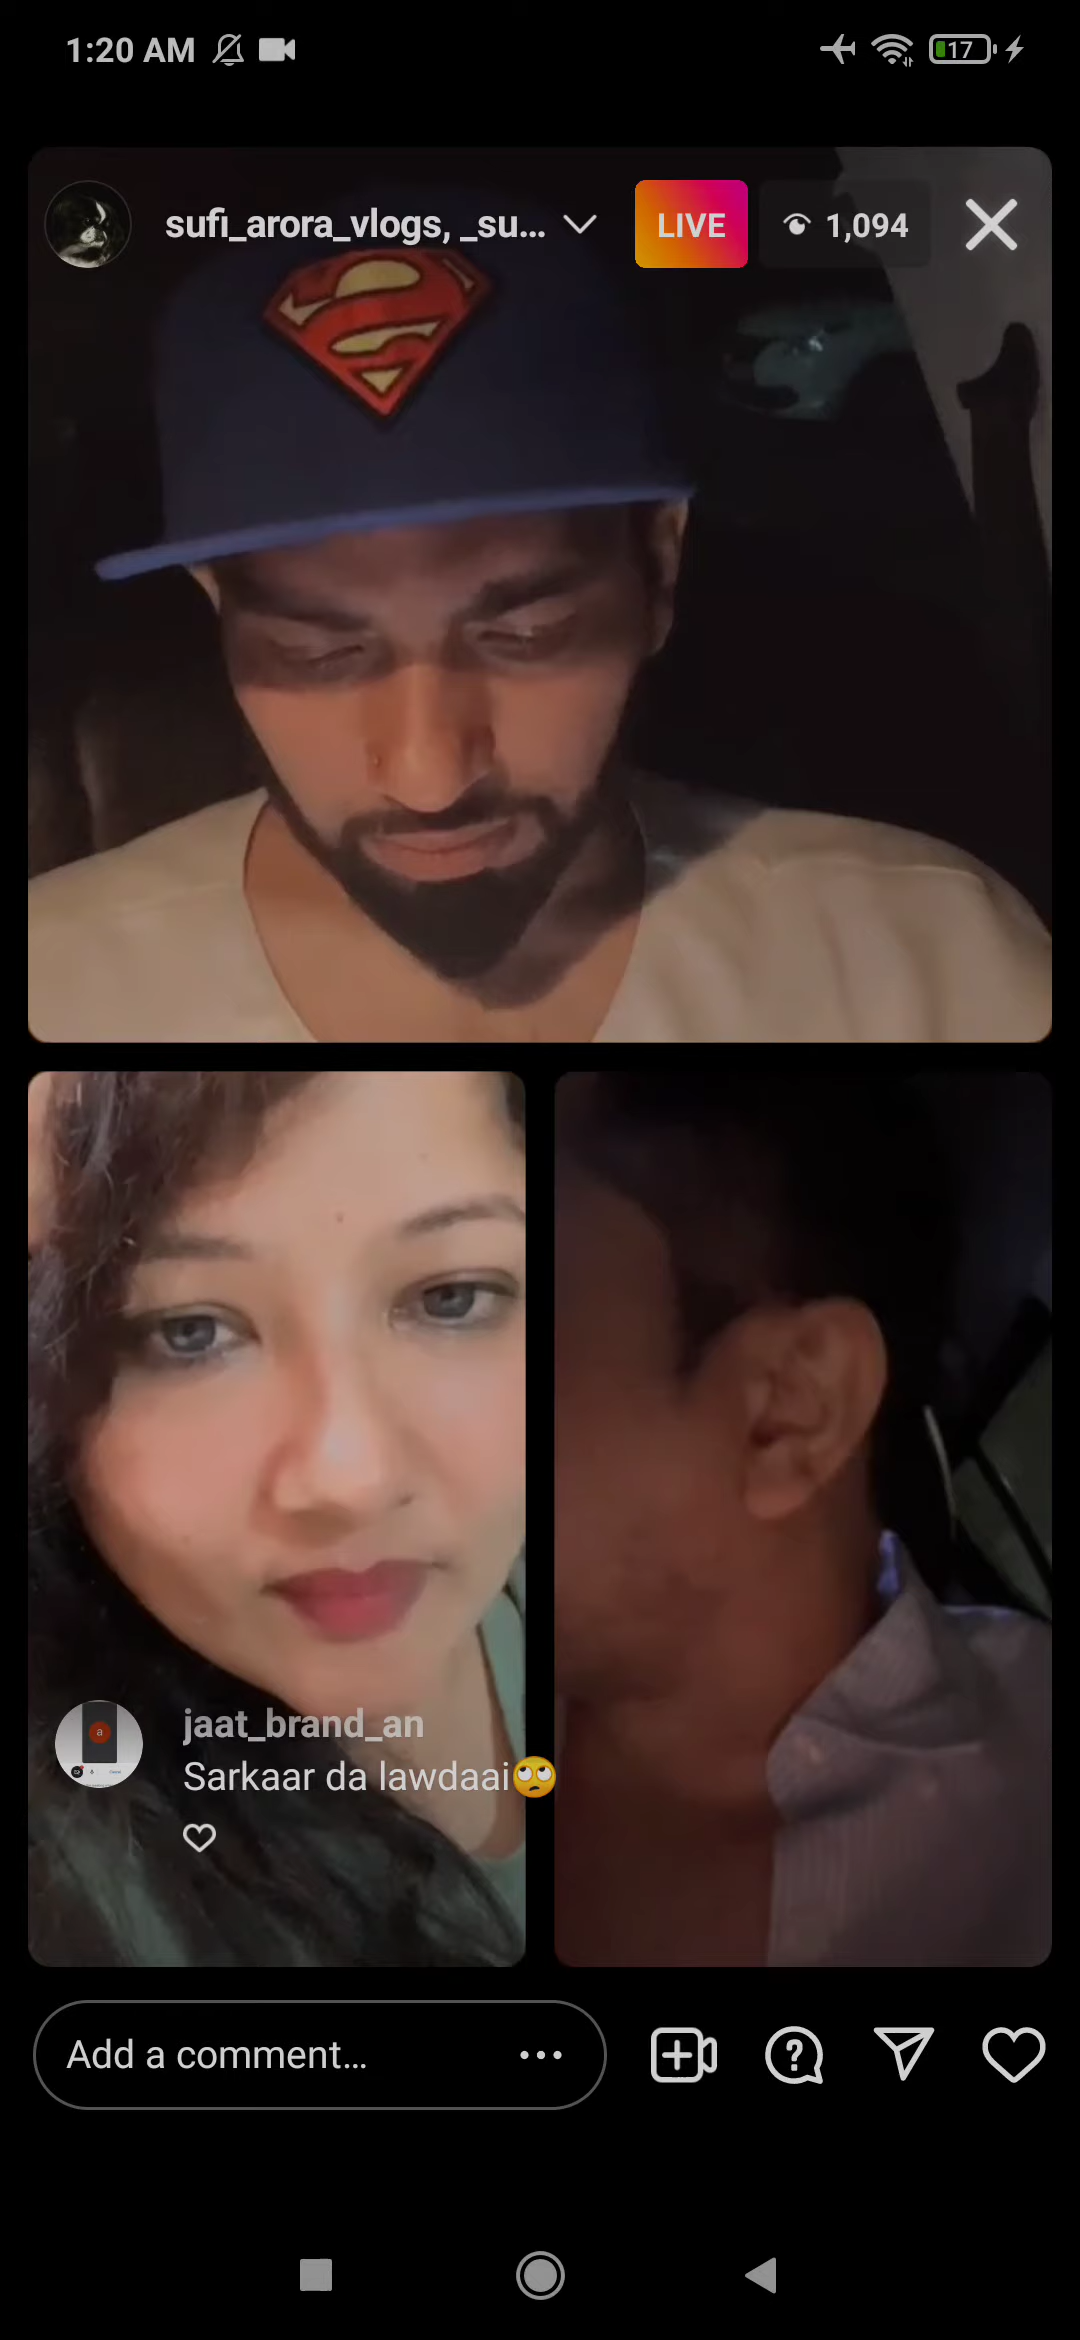 1:20 AM
17
sufi_arora_vlogs, _su...
LIVE
1,094
jaat_brand_an
Sarkaar da lawdaai🙄
Add a comment...